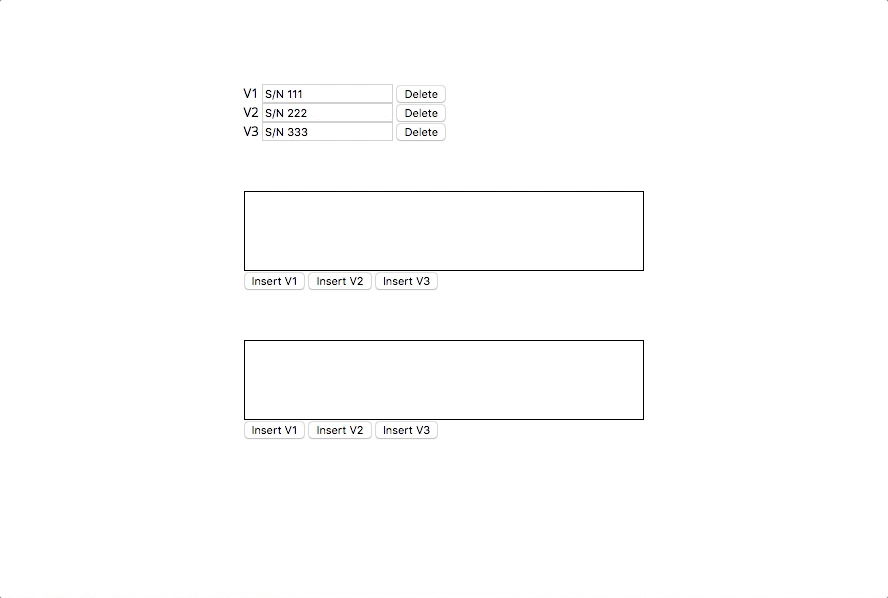 V1 S/N 111 Delete
V2 S/N 222 Delete
V3 S/N 333 Delete
Insert V1 Insert V2 Insert V3
Insert V1 Insert V2 Insert V3